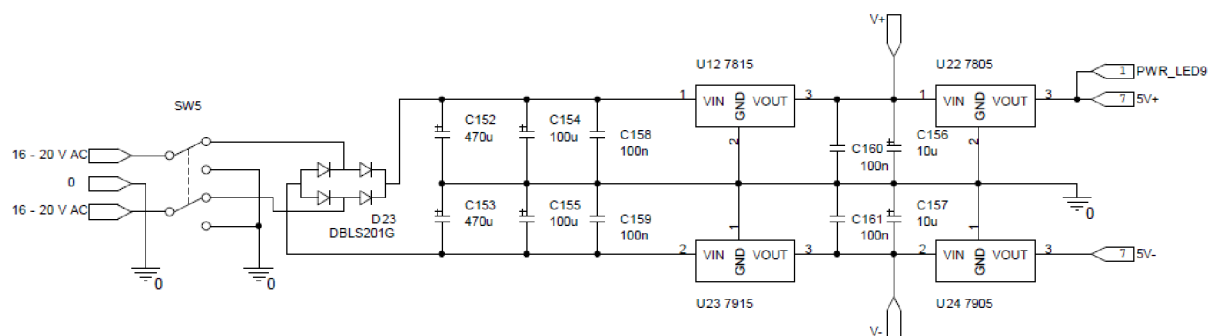 V+
U12 7815
U22 7805
1 VIN GND VOUT 3
2
1 VIN GND VOUT 3
2
1 PWR_LED9
7 5V+
SW5
16 - 20 V AC
0
16 - 20 V AC
C152
470u
C154
100u
C158
100n
C160
100n
C156
10u
0
0
0
D23
DBLS201G
C153
470u
C155
100u
C159
100n
C161
100n
C157
10u
1
2 VIN GND VOUT 3
1
2 VIN GND VOUT 3
7 5V-
U23 7915
U24 7905
V-